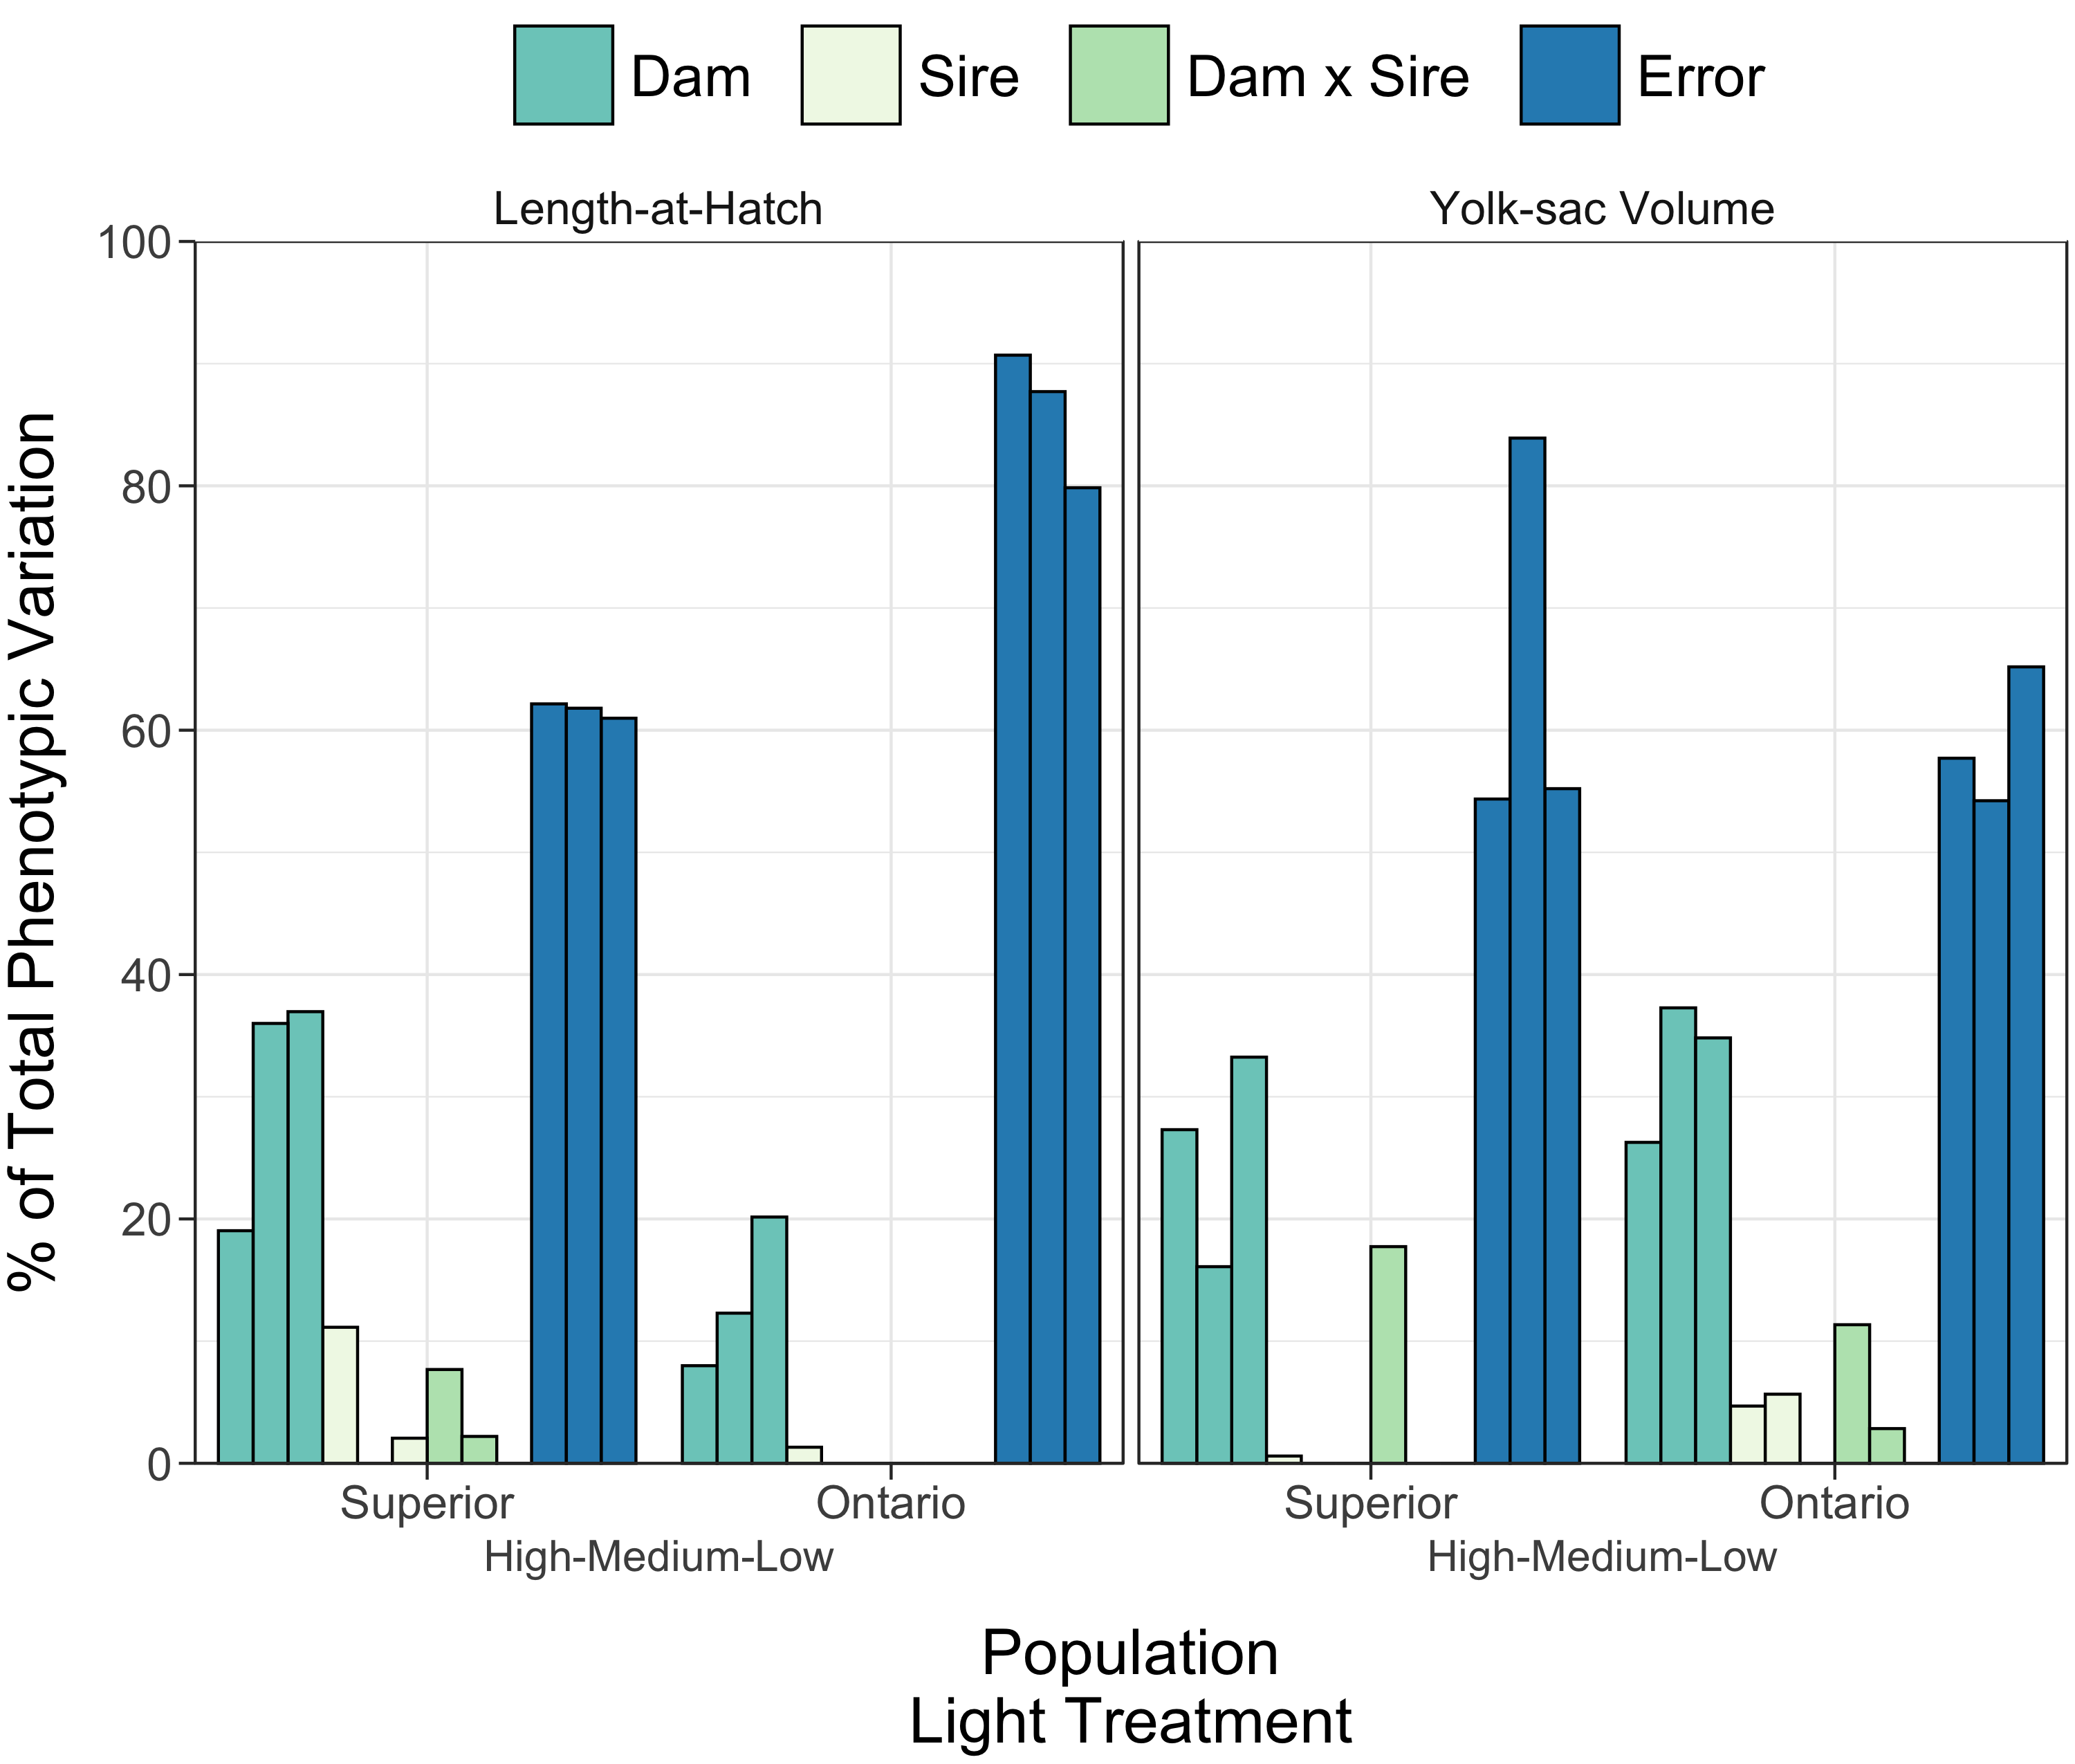 Dam Sire Dam x Sire Error
Length-at-Hatch Yolk-sac Volume
% of Total Phenotypic Variation
100
80
60
40
20
0
Superior Ontario Superior Ontario
High-Medium-Low High-Medium-Low
Population
Light Treatment